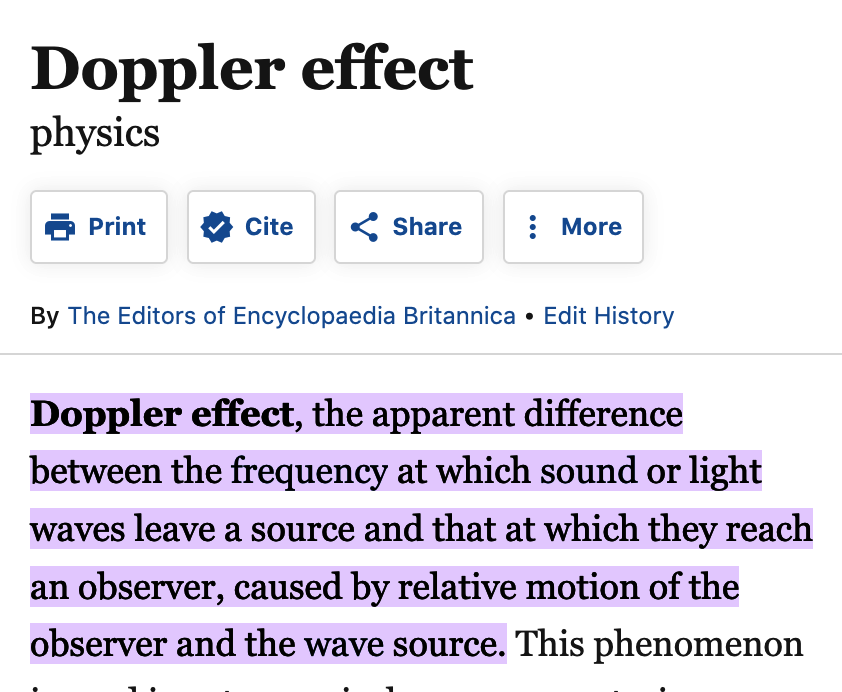 Doppler effect
physics
Print Cite Share More
By The Editors of Encyclopaedia Britannica • Edit History
Doppler effect, the apparent difference
between the frequency at which sound or light
waves leave a source and that at which they reach
an observer, caused by relative motion of the
observer and the wave source. This phenomenon